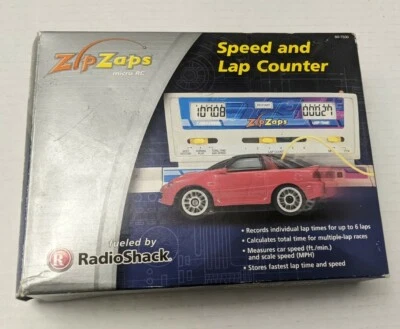 ZipZaps
micro RC
Speed and
Lap Counter
ZipZaps
fueled by
R RadioShack®
• Records individual lap times for up to 6 laps
• Calculates total time for multiple-lap races
• Measures car speed (ft./min.)
and scale speed (MPH)
• Stores fastest lap time and speed